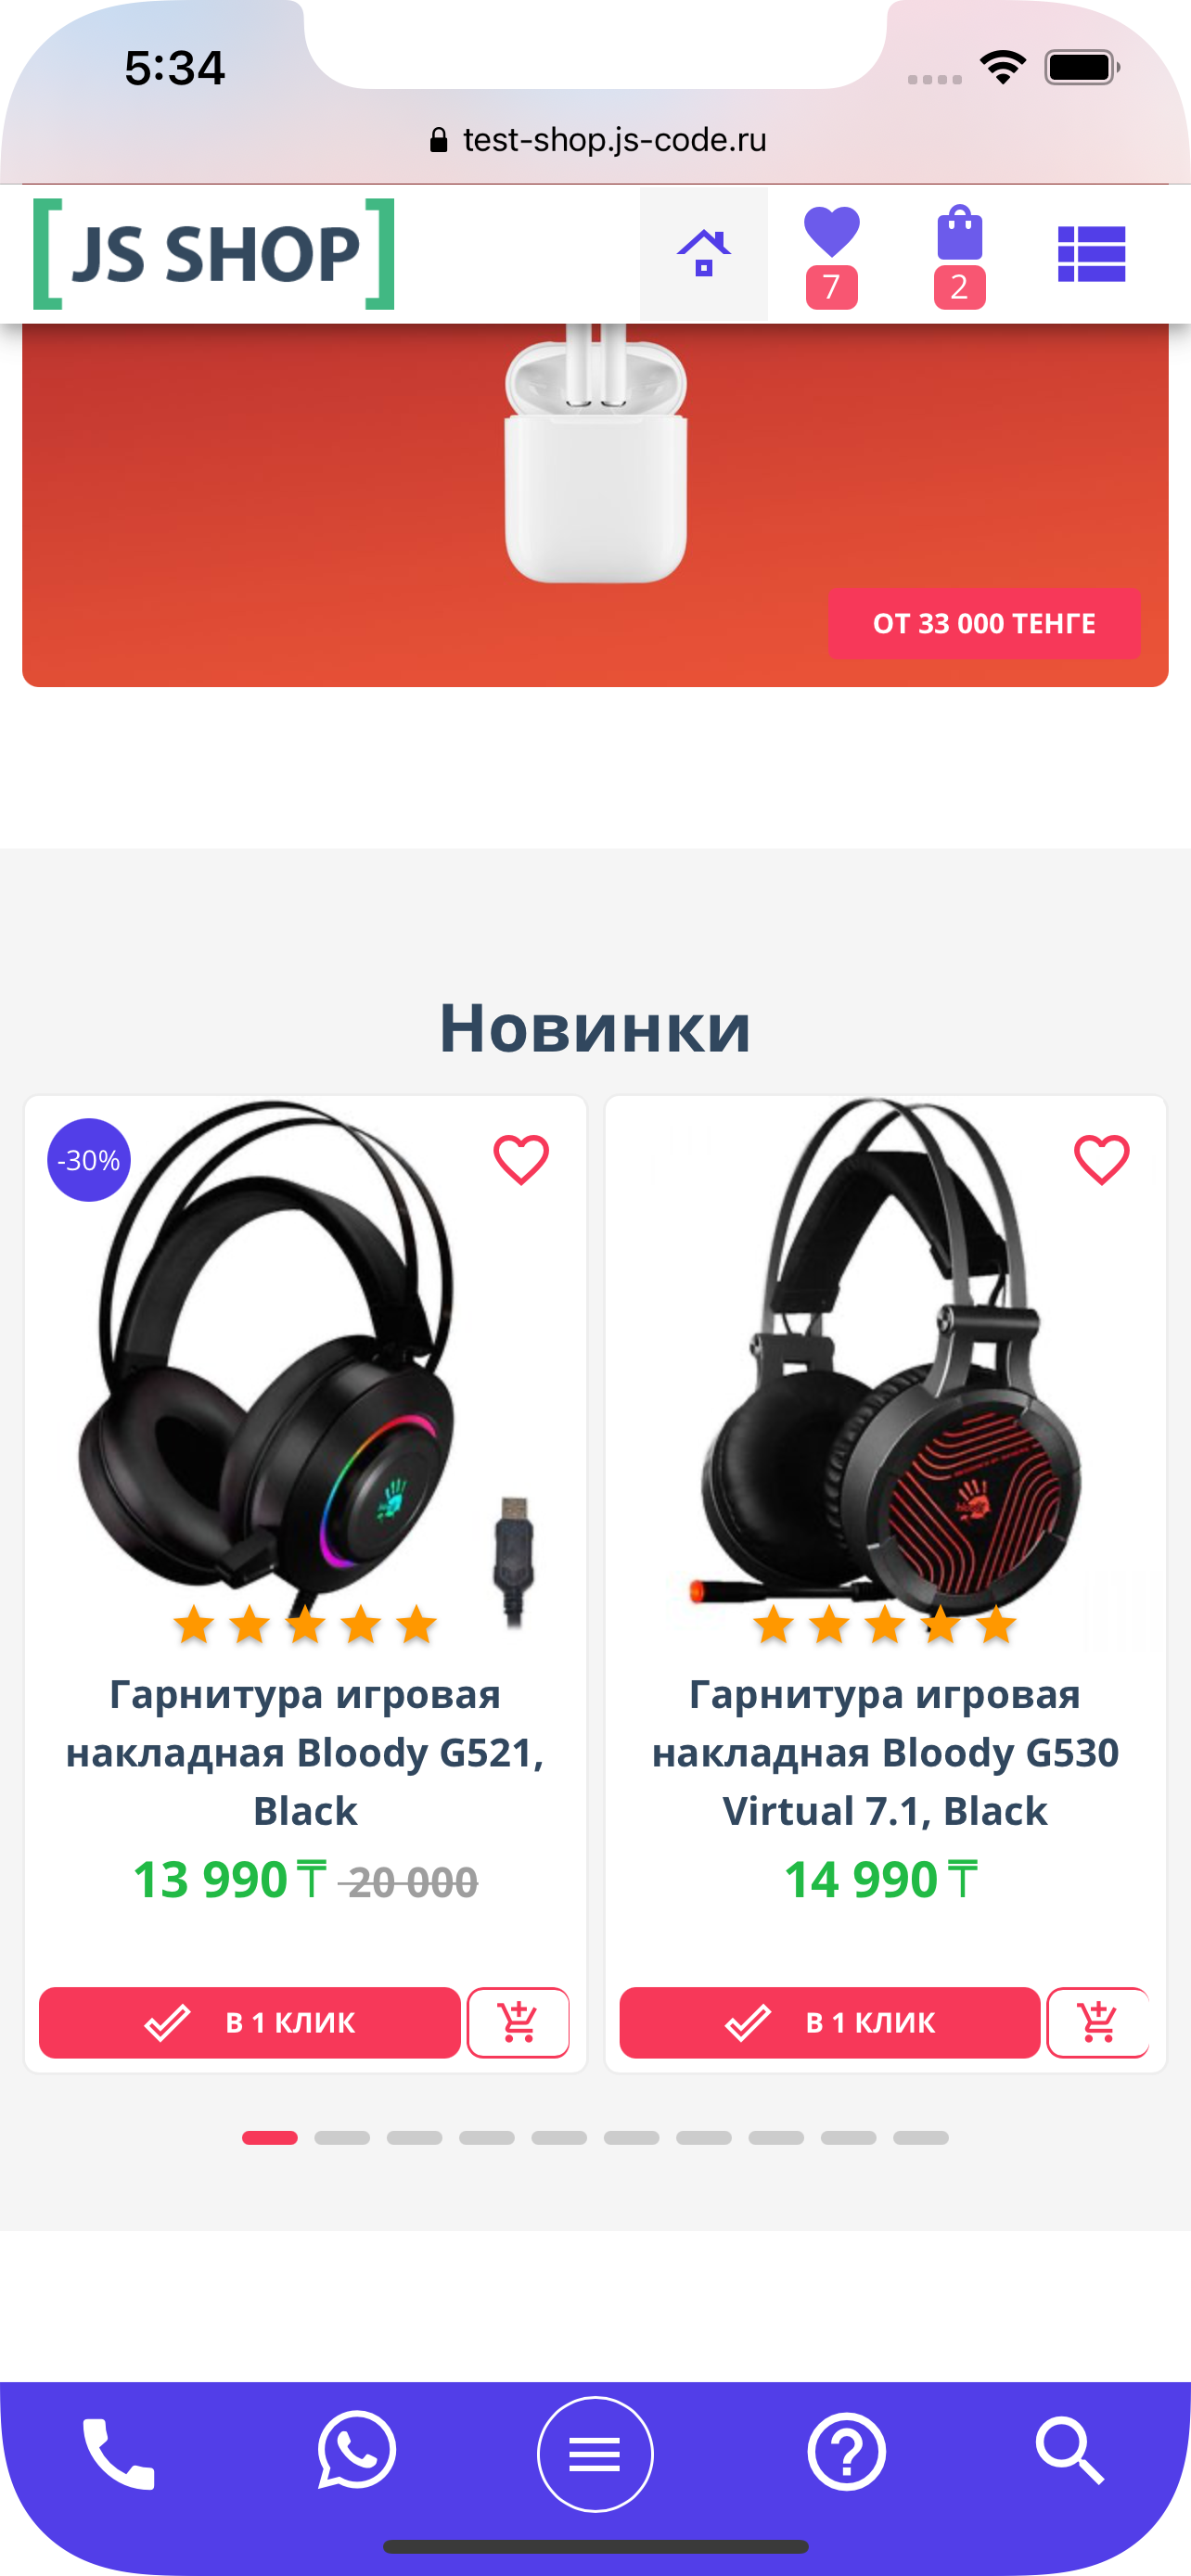 5:34
test-shop.js-code.ru
[JS SHOP]
7
2
ОТ 33 000 ТЕНГЕ
Новинки
-30%
Гарнитура игровая
накладная Bloody G521,
Black
13 990 ₸ 20 000
Гарнитура игровая
накладная Bloody G530
Virtual 7.1, Black
14 990 ₸
В 1 КЛИК
В 1 КЛИК